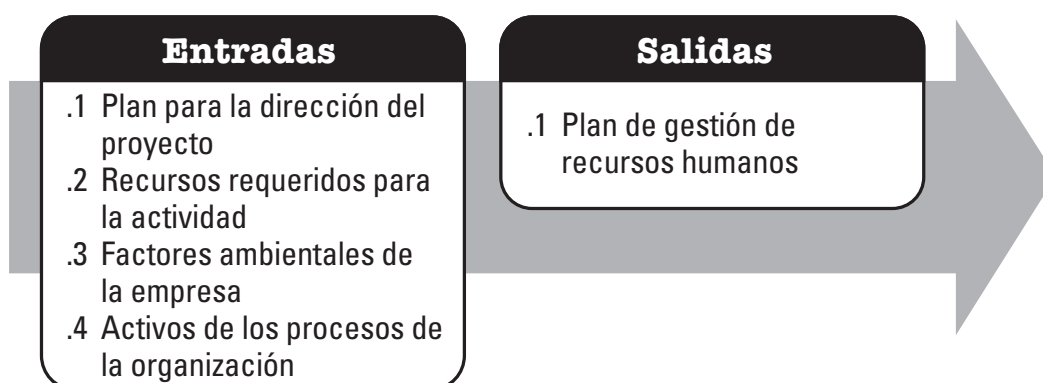 Entradas
.1 Plan para la dirección del
proyecto
.2 Recursos requeridos para
la actividad
.3 Factores ambientales de
la empresa
.4 Activos de los procesos de
la organización
Salidas
.1 Plan de gestión de
recursos humanos